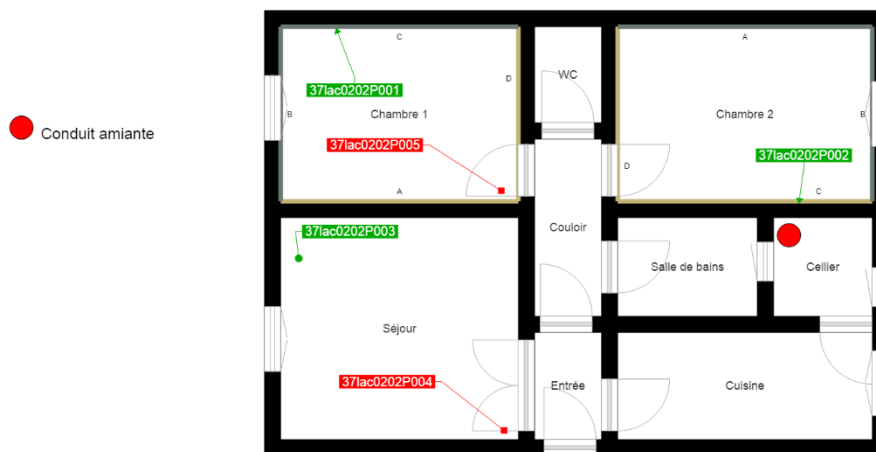 C
A
37lac0202P001
WC
D
B
Chambre 1
Chambre 2
B
Conduit amiante
37lac0202P005
37lac0202P002
D
A
C
Couloir
37lac0202P003
Salle de bains
Cellier
Séjour
37lac0202P004
Entrée
Cuisine